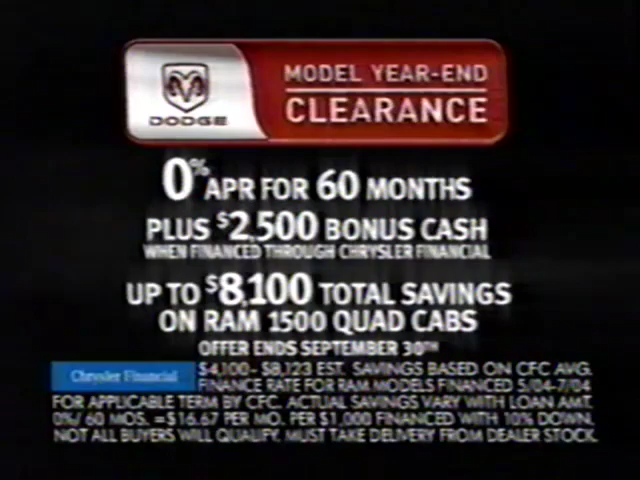 DODGE
MODEL YEAR-END
CLEARANCE
0% APR FOR 60 MONTHS
PLUS $2,500 BONUS CASH
WHEN FINANCED THROUGH CHRYSLER FINANCIAL
UP TO $8,100 TOTAL SAVINGS
ON RAM 1500 QUAD CABS
OFFER ENDS SEPTEMBER 30TH
Chrysler Financial
$4,100- $8,123 EST. SAVINGS BASED ON CFC AVG.
FINANCE RATE FOR RAM MODELS FINANCED 5/04-7/04
FOR APPLICABLE TERM BY CFC. ACTUAL SAVINGS VARY WITH LOAN AMT.
0%/ 60 MOS. =$16.67 PER MO. PER $1,000 FINANCED WITH 10% DOWN.
NOT ALL BUYERS WILL QUALIFY. MUST TAKE DELIVERY FROM DEALER STOCK.